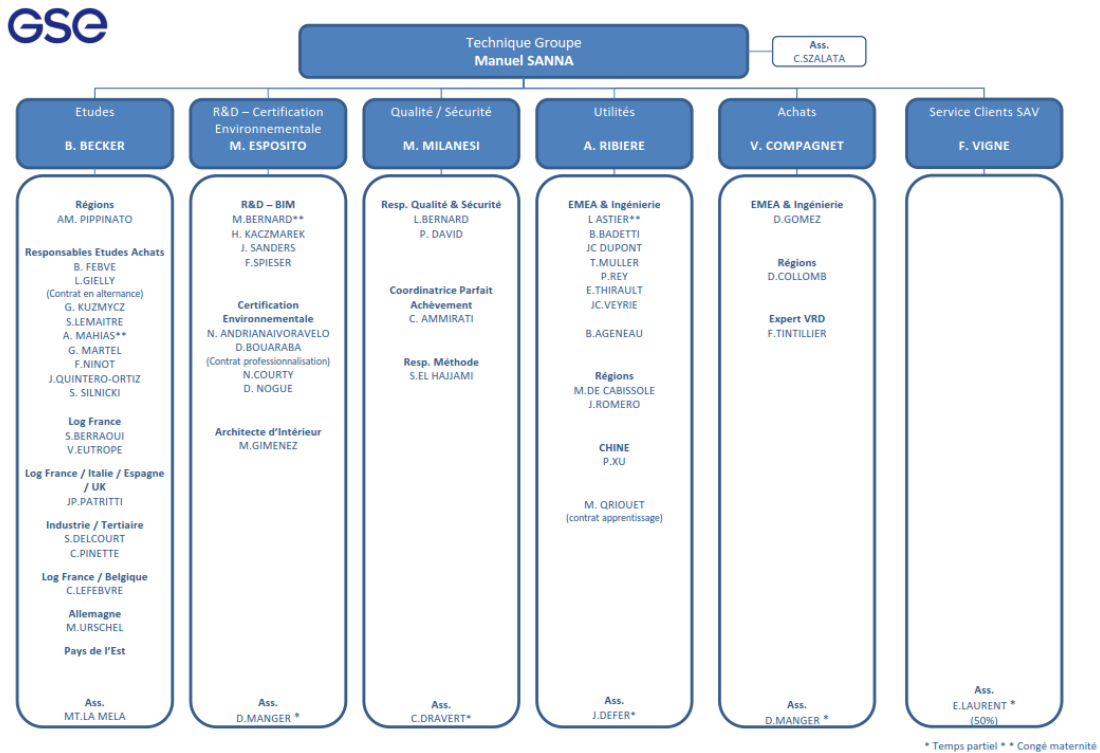 GSE
Technique Groupe
Manuel SANNA
Ass.
C.SZALATA
Etudes
B. BECKER
R&D – Certification
Environnementale
M. ESPOSITO
Qualité / Sécurité
M. MILANESI
Utilités
A. RIBIERE
Achats
V. COMPAGNET
Service Clients SAV
F. VIGNE
Régions
AM. PIPPINATO
Responsables Etudes Achats
B. FEBVE
L.GIELLY
(Contrat en alternance)
G. KUZMYCZ
S.LEMAITRE
A. MAHIAS**
G. MARTEL
F.NINOT
J.QUINTERO-ORTIZ
S. SILNICKI
Log France
S.BERRAOUI
V.EUTROPE
Log France / Italie / Espagne
/ UK
JP.PATRITTI
Industrie / Tertiaire
S.DELCOURT
C.PINETTE
Log France / Belgique
C.LEFEBVRE
Allemagne
M.URSCHEL
Pays de l'Est
Ass.
MT.LA MELA
R&D – BIM
M.BERNARD**
H. KACZMAREK
J. SANDERS
F.SPIESER
Certification
Environnementale
N. ANDRIANAIVORAVELO
D.BOUARABA
(Contrat professionnalisation)
N.COURTY
D. NOGUE
Architecte d'Intérieur
M.GIMENEZ
Ass.
D.MANGER *
Resp. Qualité & Sécurité
L.BERNARD
P. DAVID
Coordinatrice Parfait
Achèvement
C. AMMIRATI
Resp. Méthode
S.EL HAJJAMI
Ass.
C.DRAVERT*
EMEA & Ingénierie
L ASTIER**
B.BADETTI
JC DUPONT
T.MULLER
P.REY
E.THIRAULT
JC.VEYRIE
B.AGENEAU
Régions
M.DE CABISSOLE
J.ROMERO
CHINE
P.XU
M. QRIOUET
(contrat apprentissage)
Ass.
J.DEFER*
EMEA & Ingénierie
D.GOMEZ
Régions
D.COLLOMB
Expert VRD
F.TINTILLIER
Ass.
D.MANGER *
Ass.
E.LAURENT *
(50%)
* Temps partiel * * Congé maternité